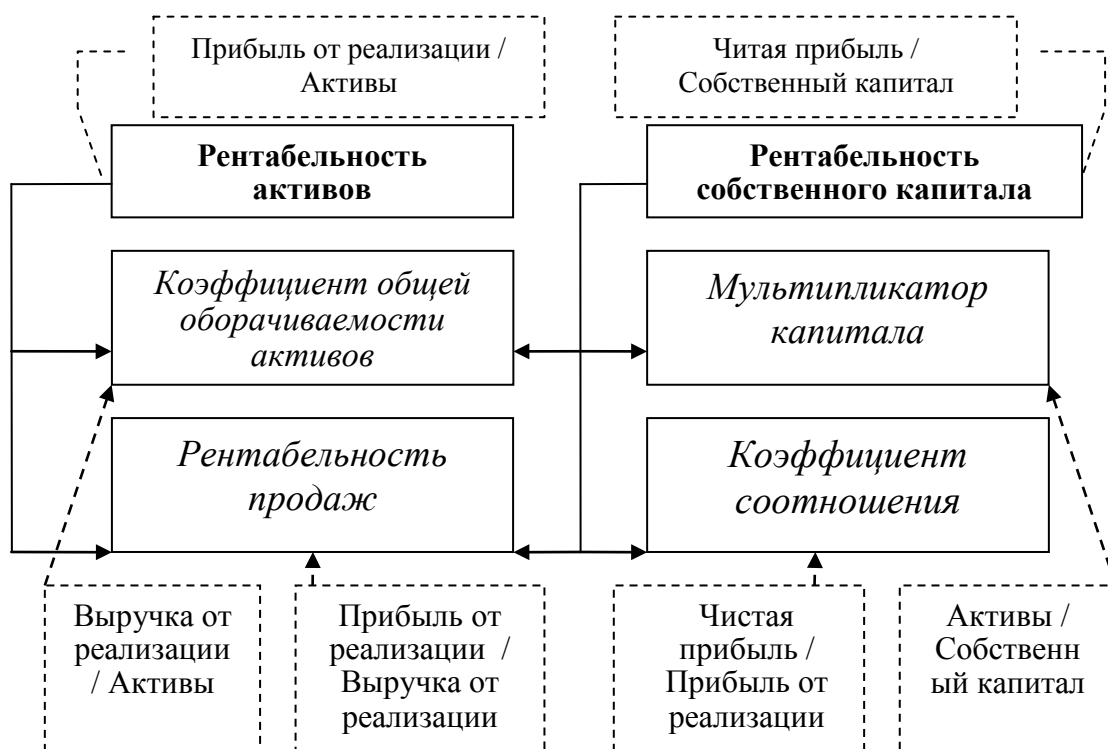 Прибыль от реализации /
Активы
Читая прибыль /
Собственный капитал
Рентабельность
активов
Рентабельность
собственного капитала
Коэффициент общей
оборачиваемости
активов
Мультипликатор
капитала
Рентабельность
продаж
Коэффициент
соотношения
Выручка от
реализации
/ Активы
Прибыль от
реализации /
Выручка от
реализации
Чистая
прибыль /
Прибыль от
реализации
Активы /
Собственн
ый капитал